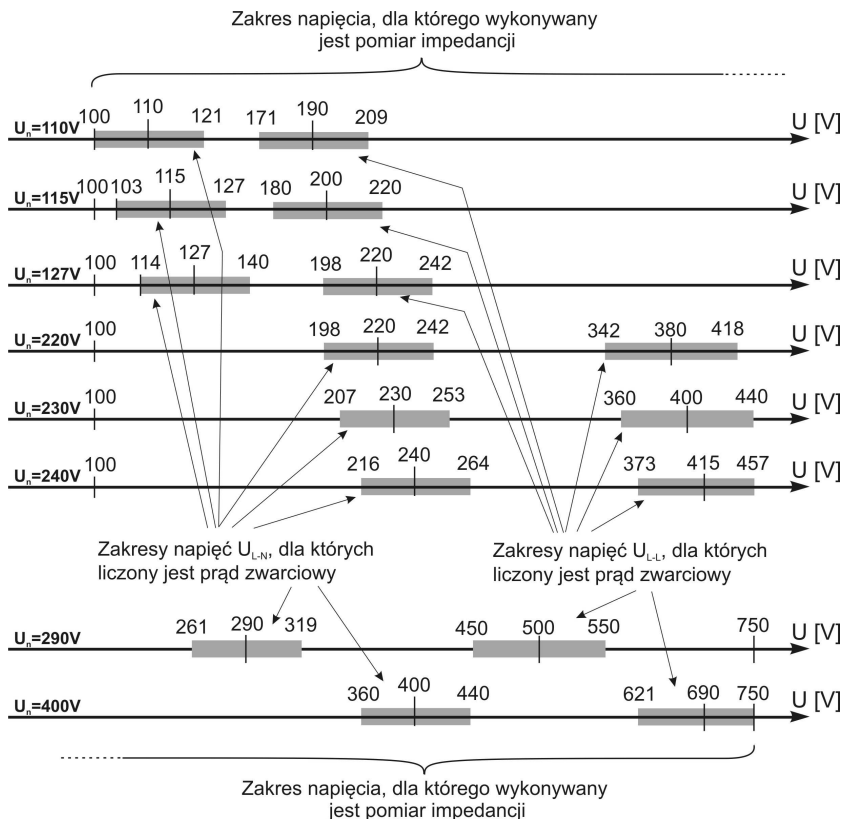 Zakres napięcia, dla którego wykonywany
jest pomiar impedancji
Un=110V 100 110 121 171 190 209 U [V]
Un=115V 100 103 115 127 180 200 220 U [V]
Un=127V 100 114 127 140 198 220 242 U [V]
Un=220V 100 198 220 242 342 380 418 U [V]
Un=230V 100 207 230 253 360 400 440 U [V]
Un=240V 100 216 240 264 373 415 457 U [V]
Zakresy napięć UL-N, dla których
liczony jest prąd zwarciowy
Zakresy napięć UL-L, dla których
liczony jest prąd zwarciowy
Un=290V 261 290 319 450 500 550 750 U [V]
Un=400V 360 400 440 621 690 750 U [V]
Zakres napięcia, dla którego wykonywany
jest pomiar impedancji